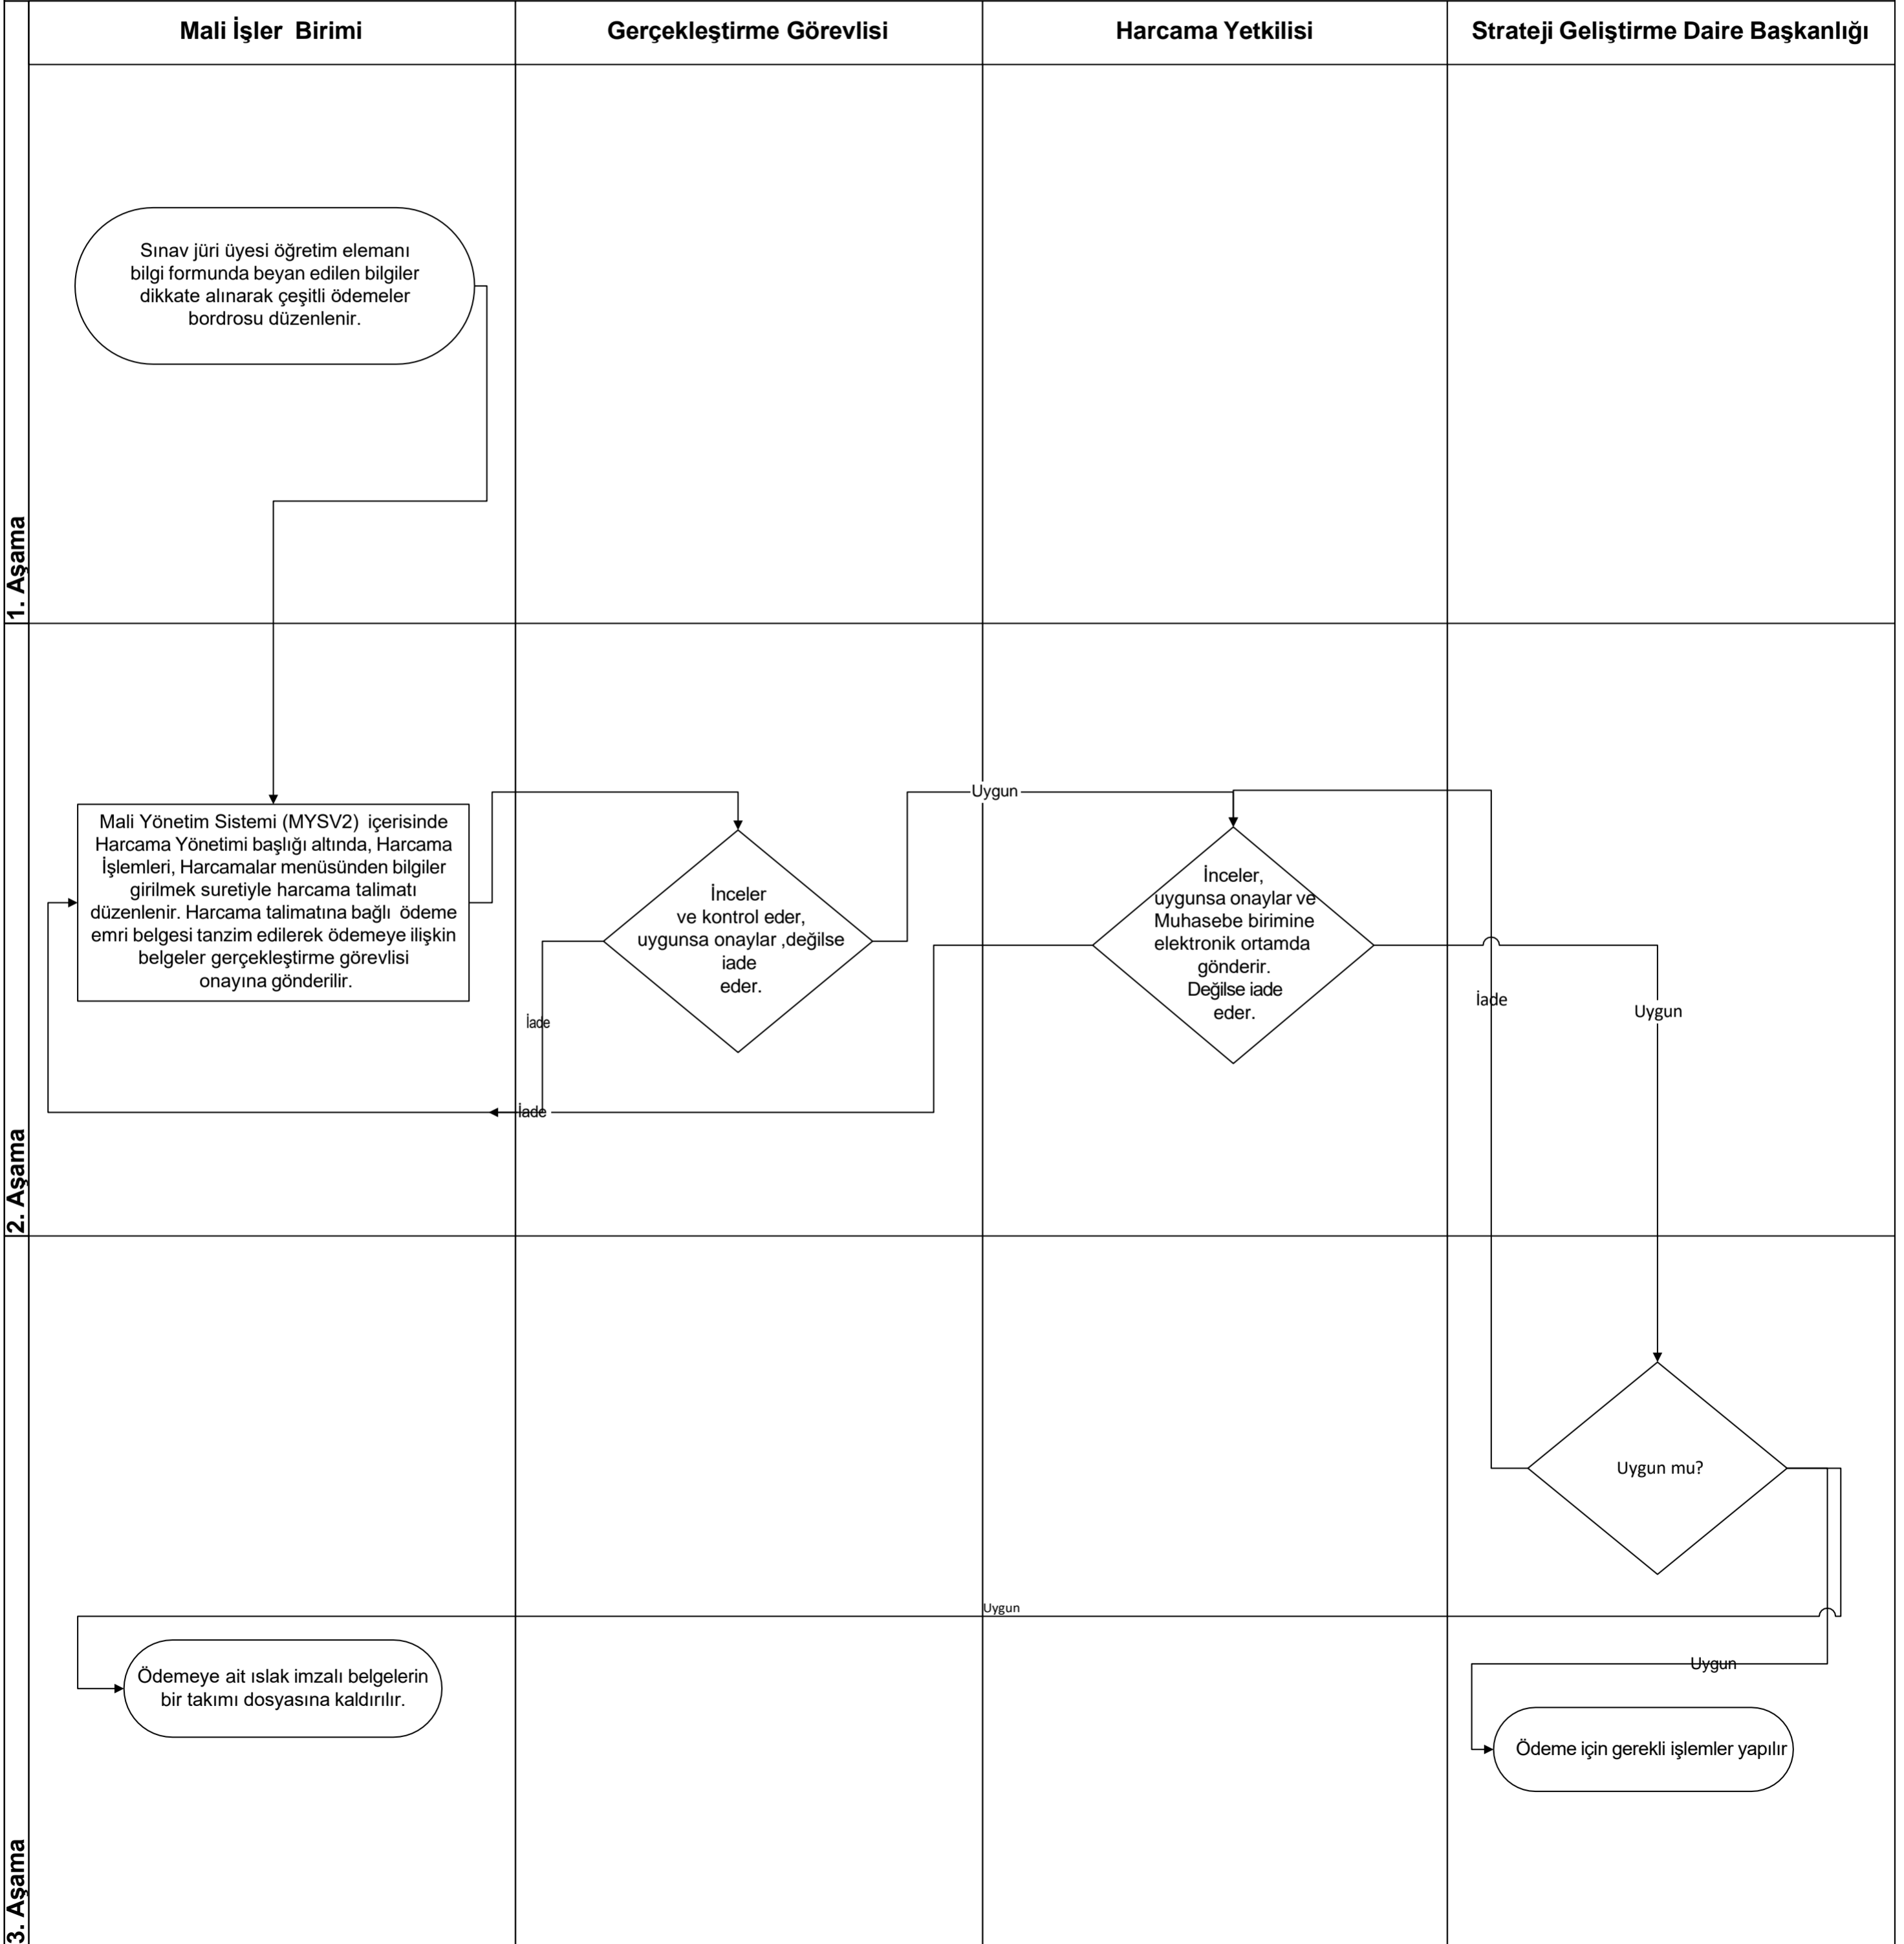 Mali İşler Birimi
Gerçekleştirme Görevlisi
Harcama Yetkilisi
Strateji Geliştirme Daire Başkanlığı
1. Aşama
Sınav jüri üyesi öğretim elemanı
bilgi formunda beyan edilen bilgiler
dikkate alınarak çeşitli ödemeler
bordrosu düzenlenir.
2. Aşama
Mali Yönetim Sistemi (MYSV2) içerisinde
Harcama Yönetimi başlığı altında, Harcama
İşlemleri, Harcamalar menüsünden bilgiler
girilmek suretiyle harcama talimatı
düzenlenir. Harcama talimatına bağlı ödeme
emri belgesi tanzim edilerek ödemeye ilişkin
belgeler gerçekleştirme görevlisi
onayına gönderilir.
İnceler
ve kontrol eder,
uygunsa onaylar ,değilse
iade
eder.
İade
İade
Uygun
İnceler,
uygunsa onaylar ve
Muhasebe birimine
elektronik ortamda
gönderir.
Değilse iade
eder.
İade
Uygun
3. Aşama
Uygun mu?
Uygun
Uygun
Ödemeye ait ıslak imzalı belgelerin
bir takımı dosyasına kaldırılır.
Ödeme için gerekli işlemler yapılır